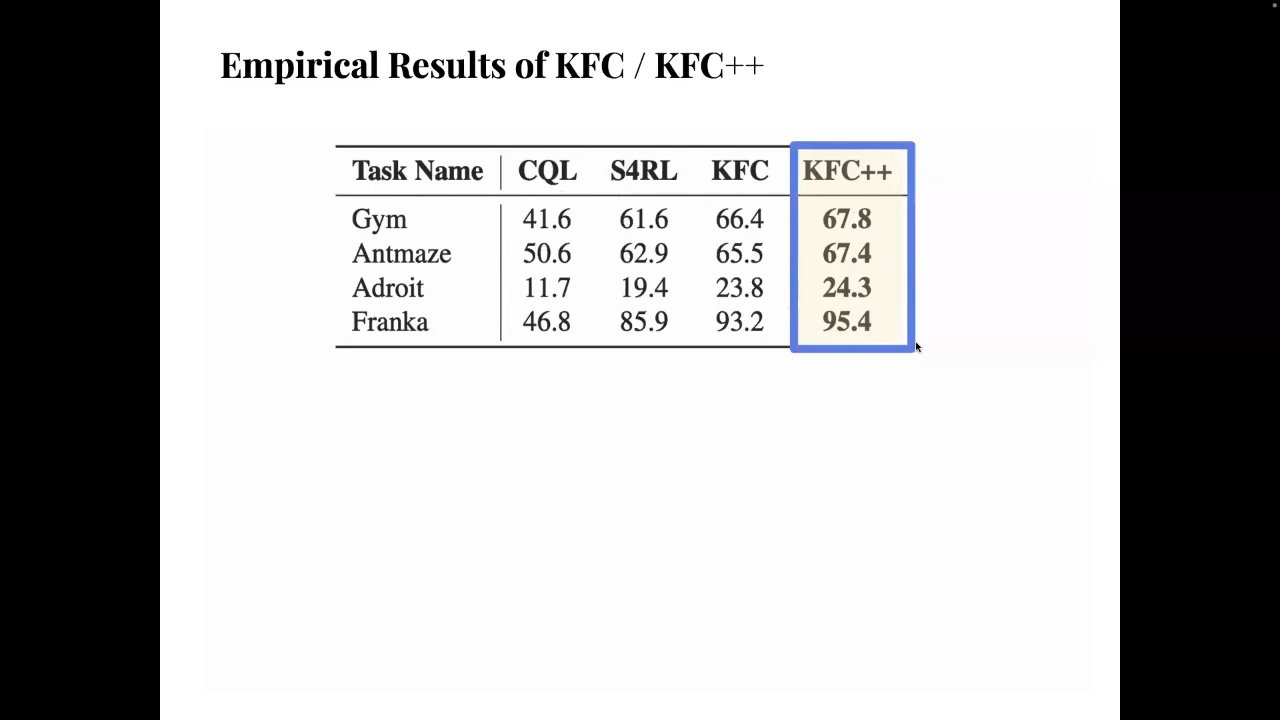 Empirical Results of KFC / KFC++
Task Name CQL S4RL KFC KFC++
Gym 41.6 61.6 66.4 67.8
Antmaze 50.6 62.9 65.5 67.4
Adroit 11.7 19.4 23.8 24.3
Franka 46.8 85.9 93.2 95.4